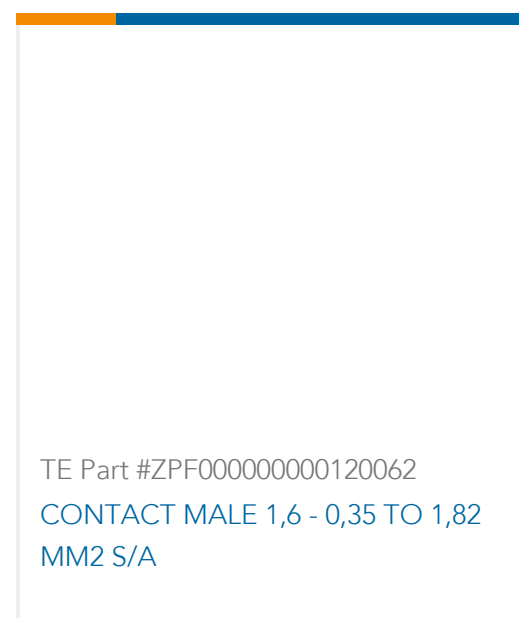 TE Part #ZPF000000000120062
CONTACT MALE 1,6 - 0,35 TO 1,82
MM2 S/A